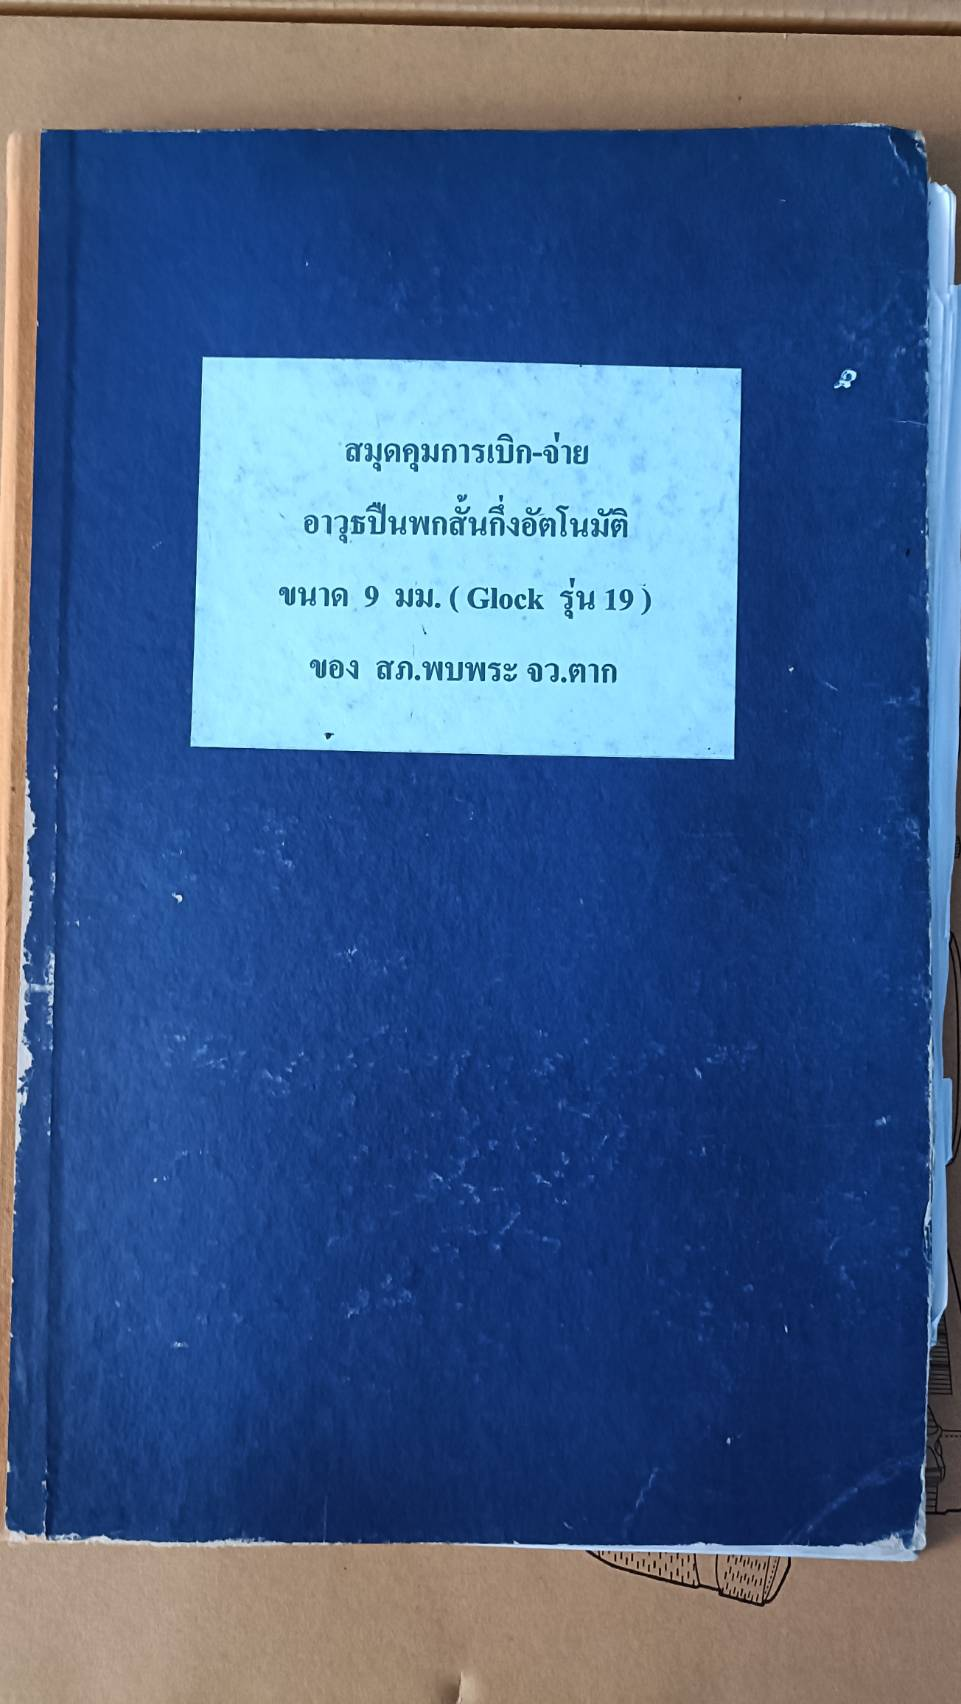 สมุดคุมการเบิก-จ่าย
อาวุธปืนพกสั้นกึ่งอัตโนมัติ
ขนาด 9 มม. ( Glock รุ่น 19 )
ของ สภ.พบพระ จว.ตาก